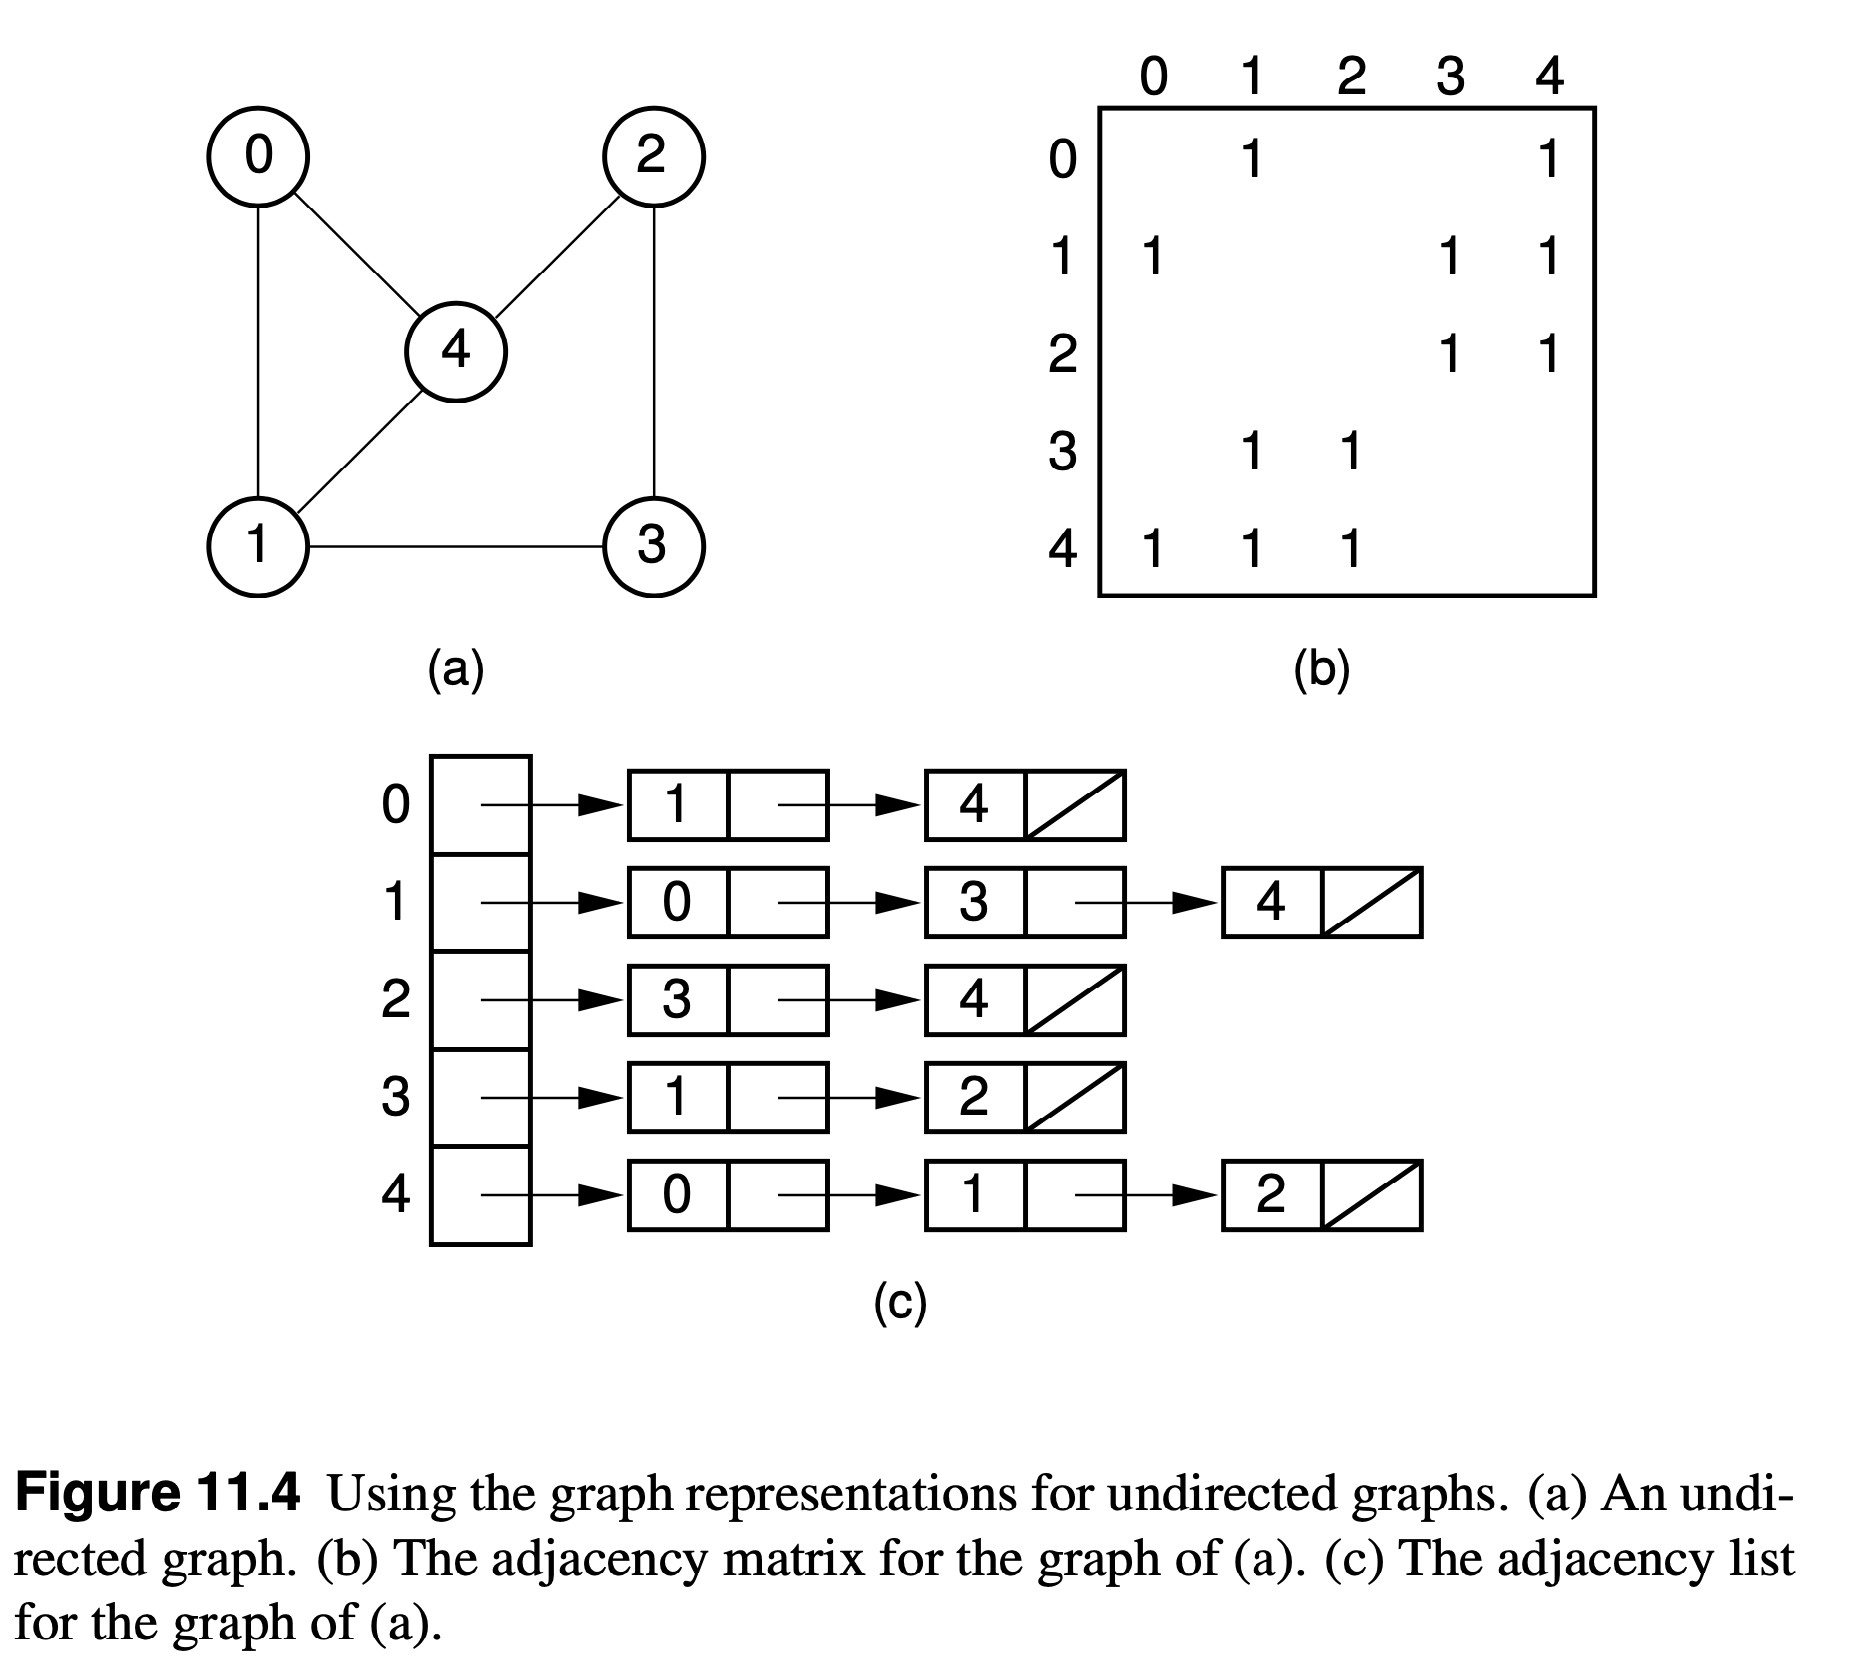 0 2
4
1 3
(a)
0 1 2 3 4
0 1 1
1 1 1 1
2 1 1
3 1 1
4 1 1 1
(b)
0 1 4
1 0 3 4
2 3 4
3 1 2
4 0 1 2
(c)
Figure 11.4 Using the graph representations for undirected graphs. (a) An undi-
rected graph. (b) The adjacency matrix for the graph of (a). (c) The adjacency list
for the graph of (a).